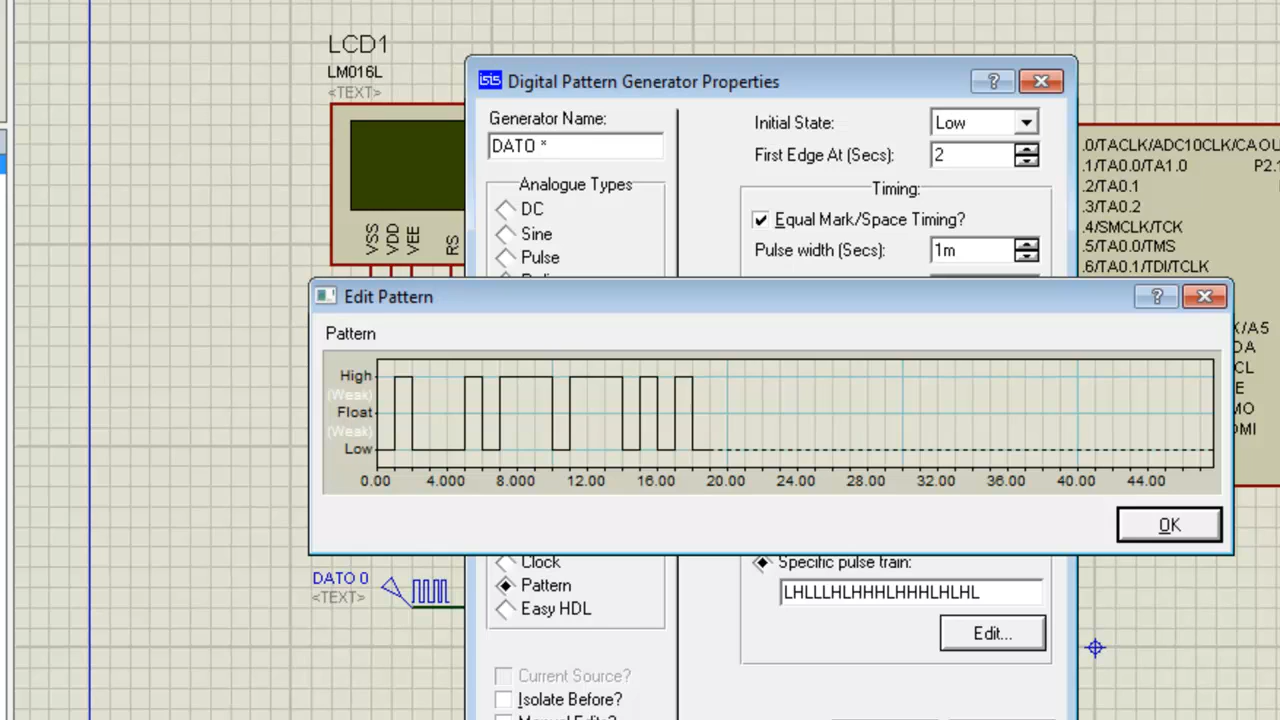 LCD1
LM016L
<TEXT>
VSS
VDD
VEE
RS
isis Digital Pattern Generator Properties
?
Generator Name:
DATO *
Analogue Types
DC
Sine
Pulse
Initial State:
Low
First Edge At (Secs):
2
Timing:
Equal Mark/Space Timing?
Pulse width (Secs):
1m
.0/TACLK/ADC10CLK/CAOU
.1/TA0.0/TA1.0
P2.1
.2/TA0.1
.3/TA0.2
.4/SMCLK/TCK
.5/TA0.0/TMS
.6/TA0.1/TDI/TCLK
K/A5
DA
CL
E
MO
OMI
Edit Pattern
?
Pattern
High
(Weak)
Float
(Weak)
Low
0.00 4.000 8.000 12.00 16.00 20.00 24.00 28.00 32.00 36.00 40.00 44.00
OK
DATO 0
<TEXT>
Clock
Pattern
Easy HDL
Current Source?
Isolate Before?
Manual Edits?
Specific pulse train:
LHLLLHLHHHLHHHLHLHL
Edit...